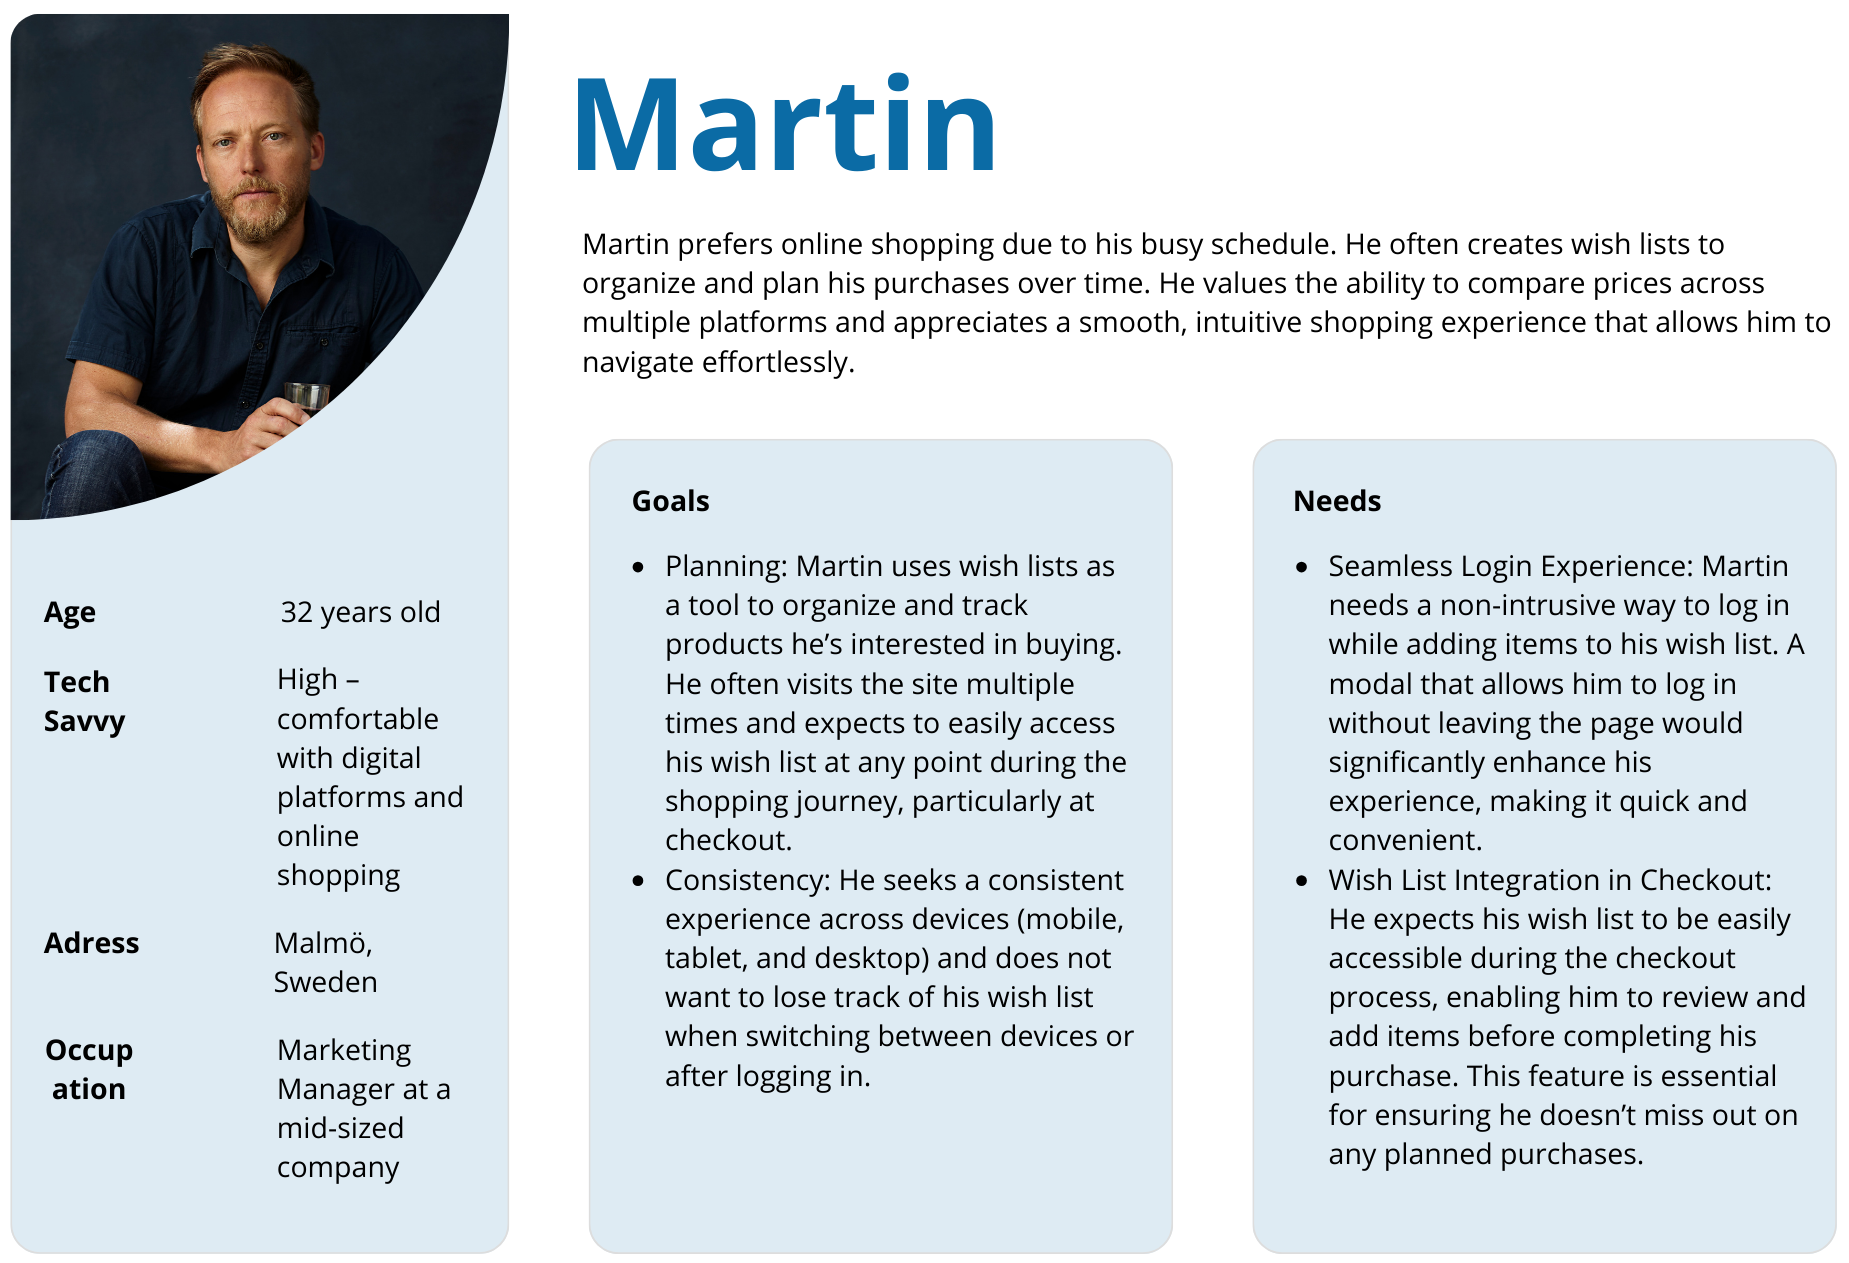 Martin
Martin prefers online shopping due to his busy schedule. He often creates wish lists to
organize and plan his purchases over time. He values the ability to compare prices across
multiple platforms and appreciates a smooth, intuitive shopping experience that allows him to
navigate effortlessly.
Age
32 years old
Tech
Savvy
High –
comfortable
with digital
platforms and
online
shopping
Adress
Malmö,
Sweden
Occup
ation
Marketing
Manager at a
mid-sized
company
Goals
• Planning: Martin uses wish lists as
a tool to organize and track
products he’s interested in buying.
He often visits the site multiple
times and expects to easily access
his wish list at any point during the
shopping journey, particularly at
checkout.
• Consistency: He seeks a consistent
experience across devices (mobile,
tablet, and desktop) and does not
want to lose track of his wish list
when switching between devices or
after logging in.
Needs
• Seamless Login Experience: Martin
needs a non-intrusive way to log in
while adding items to his wish list. A
modal that allows him to log in
without leaving the page would
significantly enhance his
experience, making it quick and
convenient.
• Wish List Integration in Checkout:
He expects his wish list to be easily
accessible during the checkout
process, enabling him to review and
add items before completing his
purchase. This feature is essential
for ensuring he doesn’t miss out on
any planned purchases.